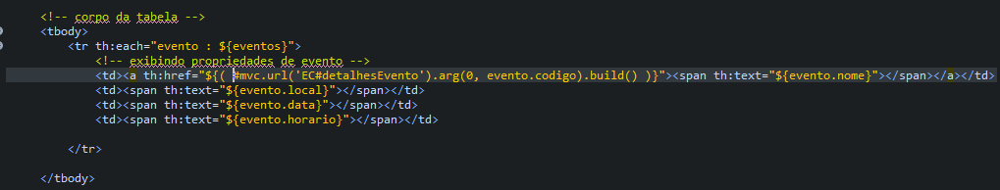 <!-- corpo da tabela -->
<tbody>
<tr th:each="evento : ${eventos}">
<!-- exibindo propriedades de evento -->
<td><a th:href="${( #mvc.url('EC#detalhesEvento').arg(0, evento.codigo).build() )}"><span th:text="${evento.nome}"></span></a></td>
<td><span th:text="${evento.local}"></span></td>
<td><span th:text="${evento.data}"></span></td>
<td><span th:text="${evento.horario}"></span></td>
</tr>
</tbody>